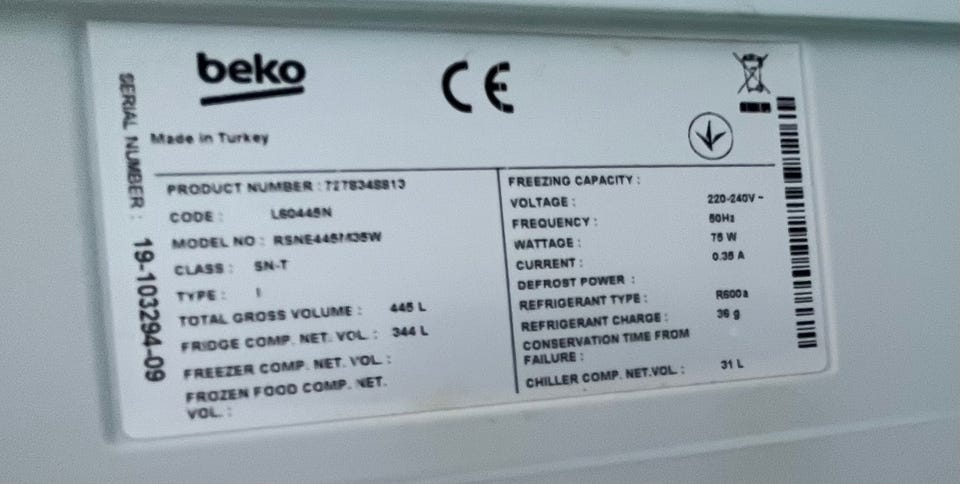 beko
CE
Made in Turkey
SERIAL NUMBER : 19-103294-09
PRODUCT NUMBER : 7278348813
CODE : LS0445N
MODEL NO : RSNE445M35W
CLASS : SN-T
TYPE : I
TOTAL GROSS VOLUME : 445 L
FRIDGE COMP. NET. VOL. : 344 L
FREEZER COMP. NET. VOL. :
FROZEN FOOD COMP. NET.
VOL. :
FREEZING CAPACITY :
VOLTAGE : 220-240V ~
FREQUENCY : 50Hz
WATTAGE : 75 W
CURRENT : 0.35 A
DEFROST POWER :
REFRIGERANT TYPE : R600a
REFRIGERANT CHARGE : 36 g
CONSERVATION TIME FROM
FAILURE :
CHILLER COMP. NET.VOL : 31 L